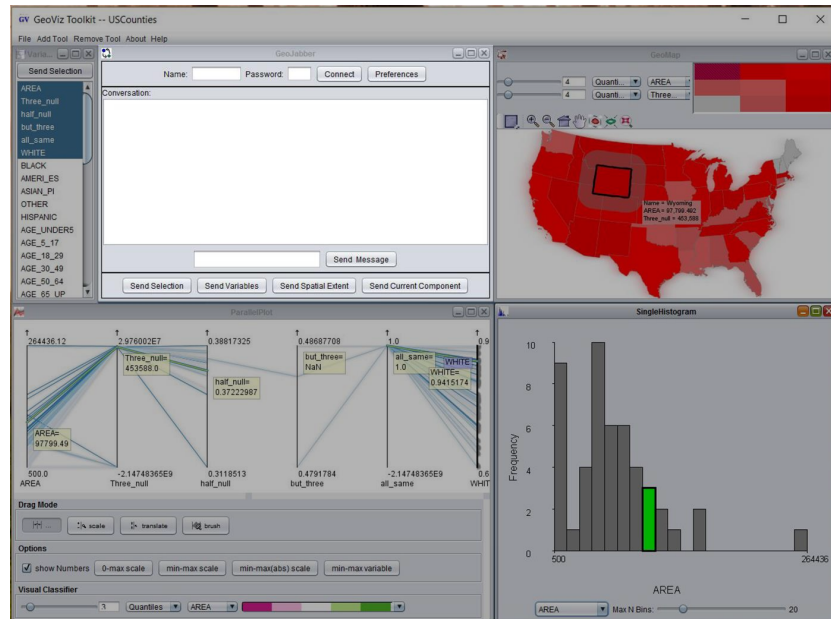 GV GeoViz Toolkit -- USCounties
File Add Tool Remove Tool About Help
Varia...
Send Selection
AREA
Three_null
half_null
but_three
all_same
WHITE
BLACK
AMERI_ES
ASIAN_PI
OTHER
HISPANIC
AGE_UNDER5
AGE_5_17
AGE_18_29
AGE_30_49
AGE_50_64
AGE_65_UP
GeoJabber
Name: Password: Connect Preferences
Conversation:
Send Message
Send Selection Send Variables Send Spatial Extent Send Current Component
GeoMap
4 Quanti... AREA
4 Quanti... Three...
Name = Wyoming
AREA = 97,799.492
Three_null = 453,588
ParallelPlot
264436.12 2.976002E7 0.38817325 0.48687708 1.0 0.9
Three_null=
453588.0
half_null=
0.37222987
but_three=
NaN
all_same=
1.0
WHITE
WHITE=
0.9415174
AREA=
97799.49
500.0 -2.14748365E9 0.3118513 0.4791784 -2.14748365E9 0.6
AREA Three_null half_null but_three all_same WHIT
Drag Mode
... scale translate brush
Options
show Numbers 0-max scale min-max scale min-max(abs) scale min-max variable
Visual Classifier
3 Quantiles AREA
SingleHistogram
Frequency
10
8
6
4
2
0
500 264436
AREA
AREA Max N Bins: 20